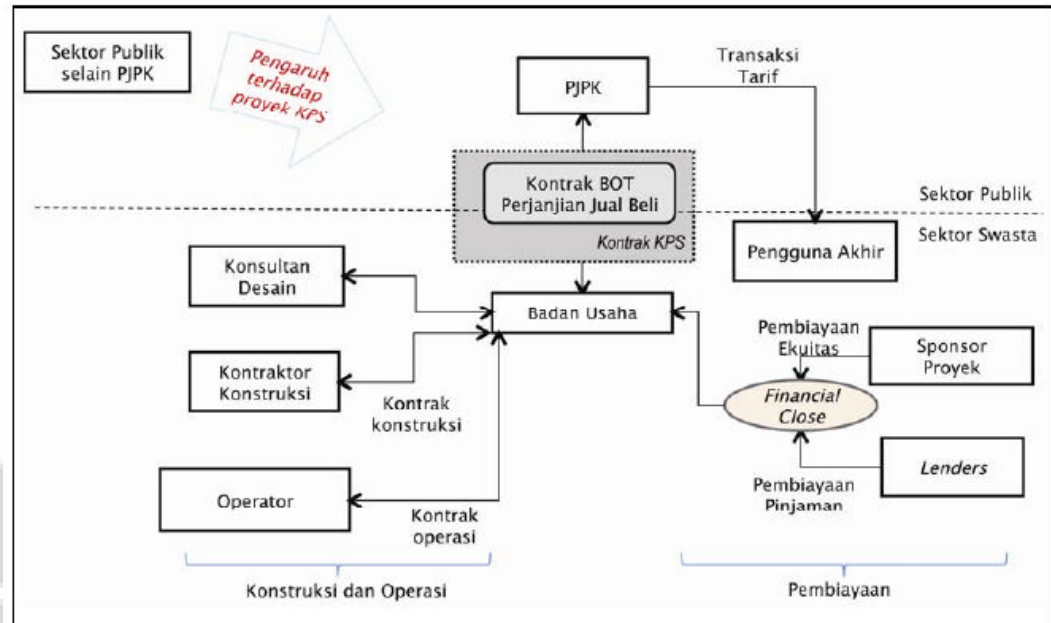 Sektor Publik
selain PJPK
Pengaruh
terhadap
proyek KPS
PJPK
Transaksi
Tarif
Kontrak BOT
Perjanjian Jual Beli
Kontrak KPS
Sektor Publik
Sektor Swasta
Pengguna Akhir
Konsultan
Desain
Badan Usaha
Kontraktor
Konstruksi
Kontrak
konstruksi
Operator
Kontrak
operasi
Pembiayaan
Ekuitas
Sponsor
Proyek
Financial
Close
Lenders
Pembiayaan
Pinjaman
Konstruksi dan Operasi
Pembiayaan